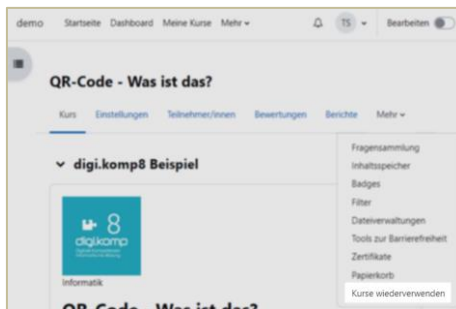 demo Startseite Dashboard Meine Kurse Mehr TS Bearbeiten
QR-Code - Was ist das?
Kurs Einstellungen Teilnehmer/innen Bewertungen Berichte Mehr
Fragensammlung
Inhaltsspeicher
Badges
Filter
Dateiverwaltungen
Tools zur Barrierefreiheit
Zertifikate
Papierkorb
Kurse wiederverwenden
digi.komp8 Beispiel
8
digi.komp
Informatik
QR-Code - Was ist das?